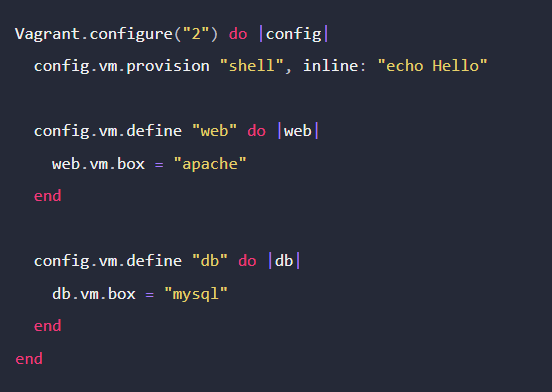 Vagrant.configure("2") do |config|
  config.vm.provision "shell", inline: "echo Hello"
  config.vm.define "web" do |web|
    web.vm.box = "apache"
  end
  config.vm.define "db" do |db|
    db.vm.box = "mysql"
  end
end